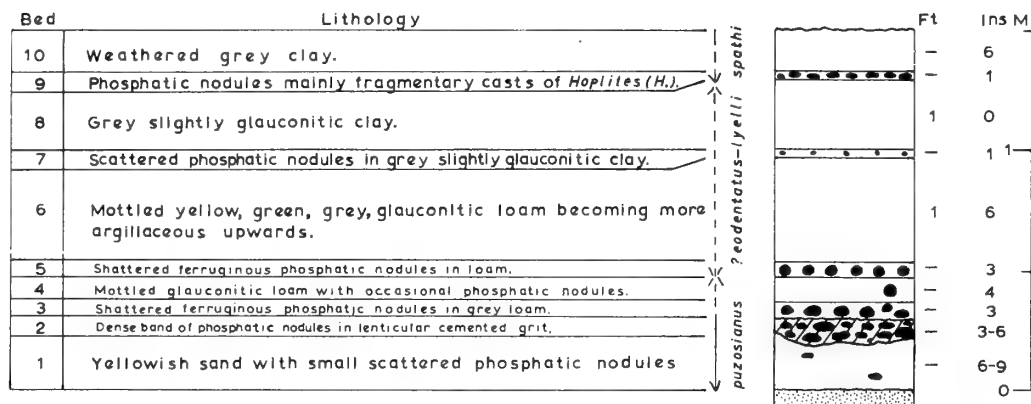 Bed Lithology Ft Ins M
10 Weathered grey clay. – 6
9 Phosphatic nodules mainly fragmentary casts of Hoplites (H.). – 1
8 Grey slightly glauconitic clay. 1 0
7 Scattered phosphatic nodules in grey slightly glauconitic clay. – 1 1
6 Mottled yellow, green, grey, glauconitic loam becoming more 1 6
argillaceous upwards.
5 Shattered ferruginous phosphatic nodules in loam. – 3
4 Mottled glauconitic loam with occasional phosphatic nodules. – 4
3 Shattered ferruginous phosphatic nodules in grey loam. – 3
2 Dense band of phosphatic nodules in lenticular cemented grit. – 3-6
1 Yellowish sand with small scattered phosphatic nodules – 6-9
0
spathi
? eodentatus-lyelli
puzosianus